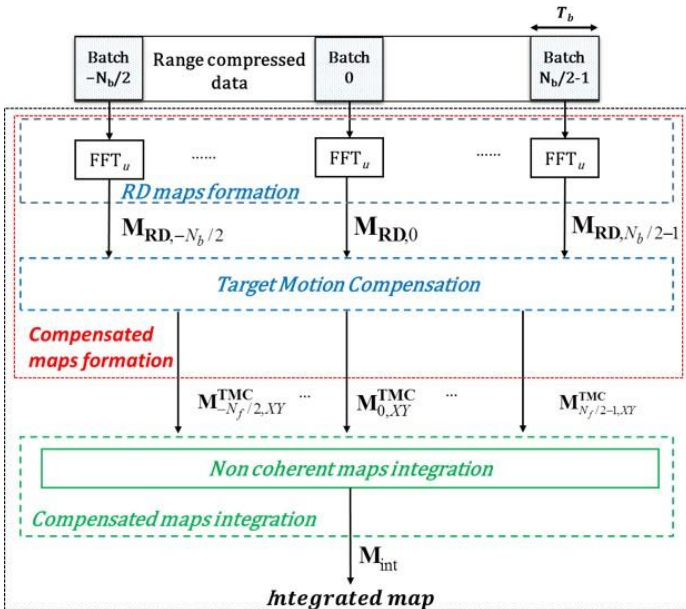 T_b
Batch −N_b/2
Range compressed data
Batch 0
Batch N_b/2-1
FFT_u ...... FFT_u ...... FFT_u
RD maps formation
M_RD,−N_b/2 M_RD,0 M_RD,N_b/2−1
Target Motion Compensation
Compensated
maps formation
M^TMC_−N_f/2,XY ... M^TMC_0,XY ... M^TMC_N_f/2−1,XY
Non coherent maps integration
Compensated maps integration
M_int
Integrated map